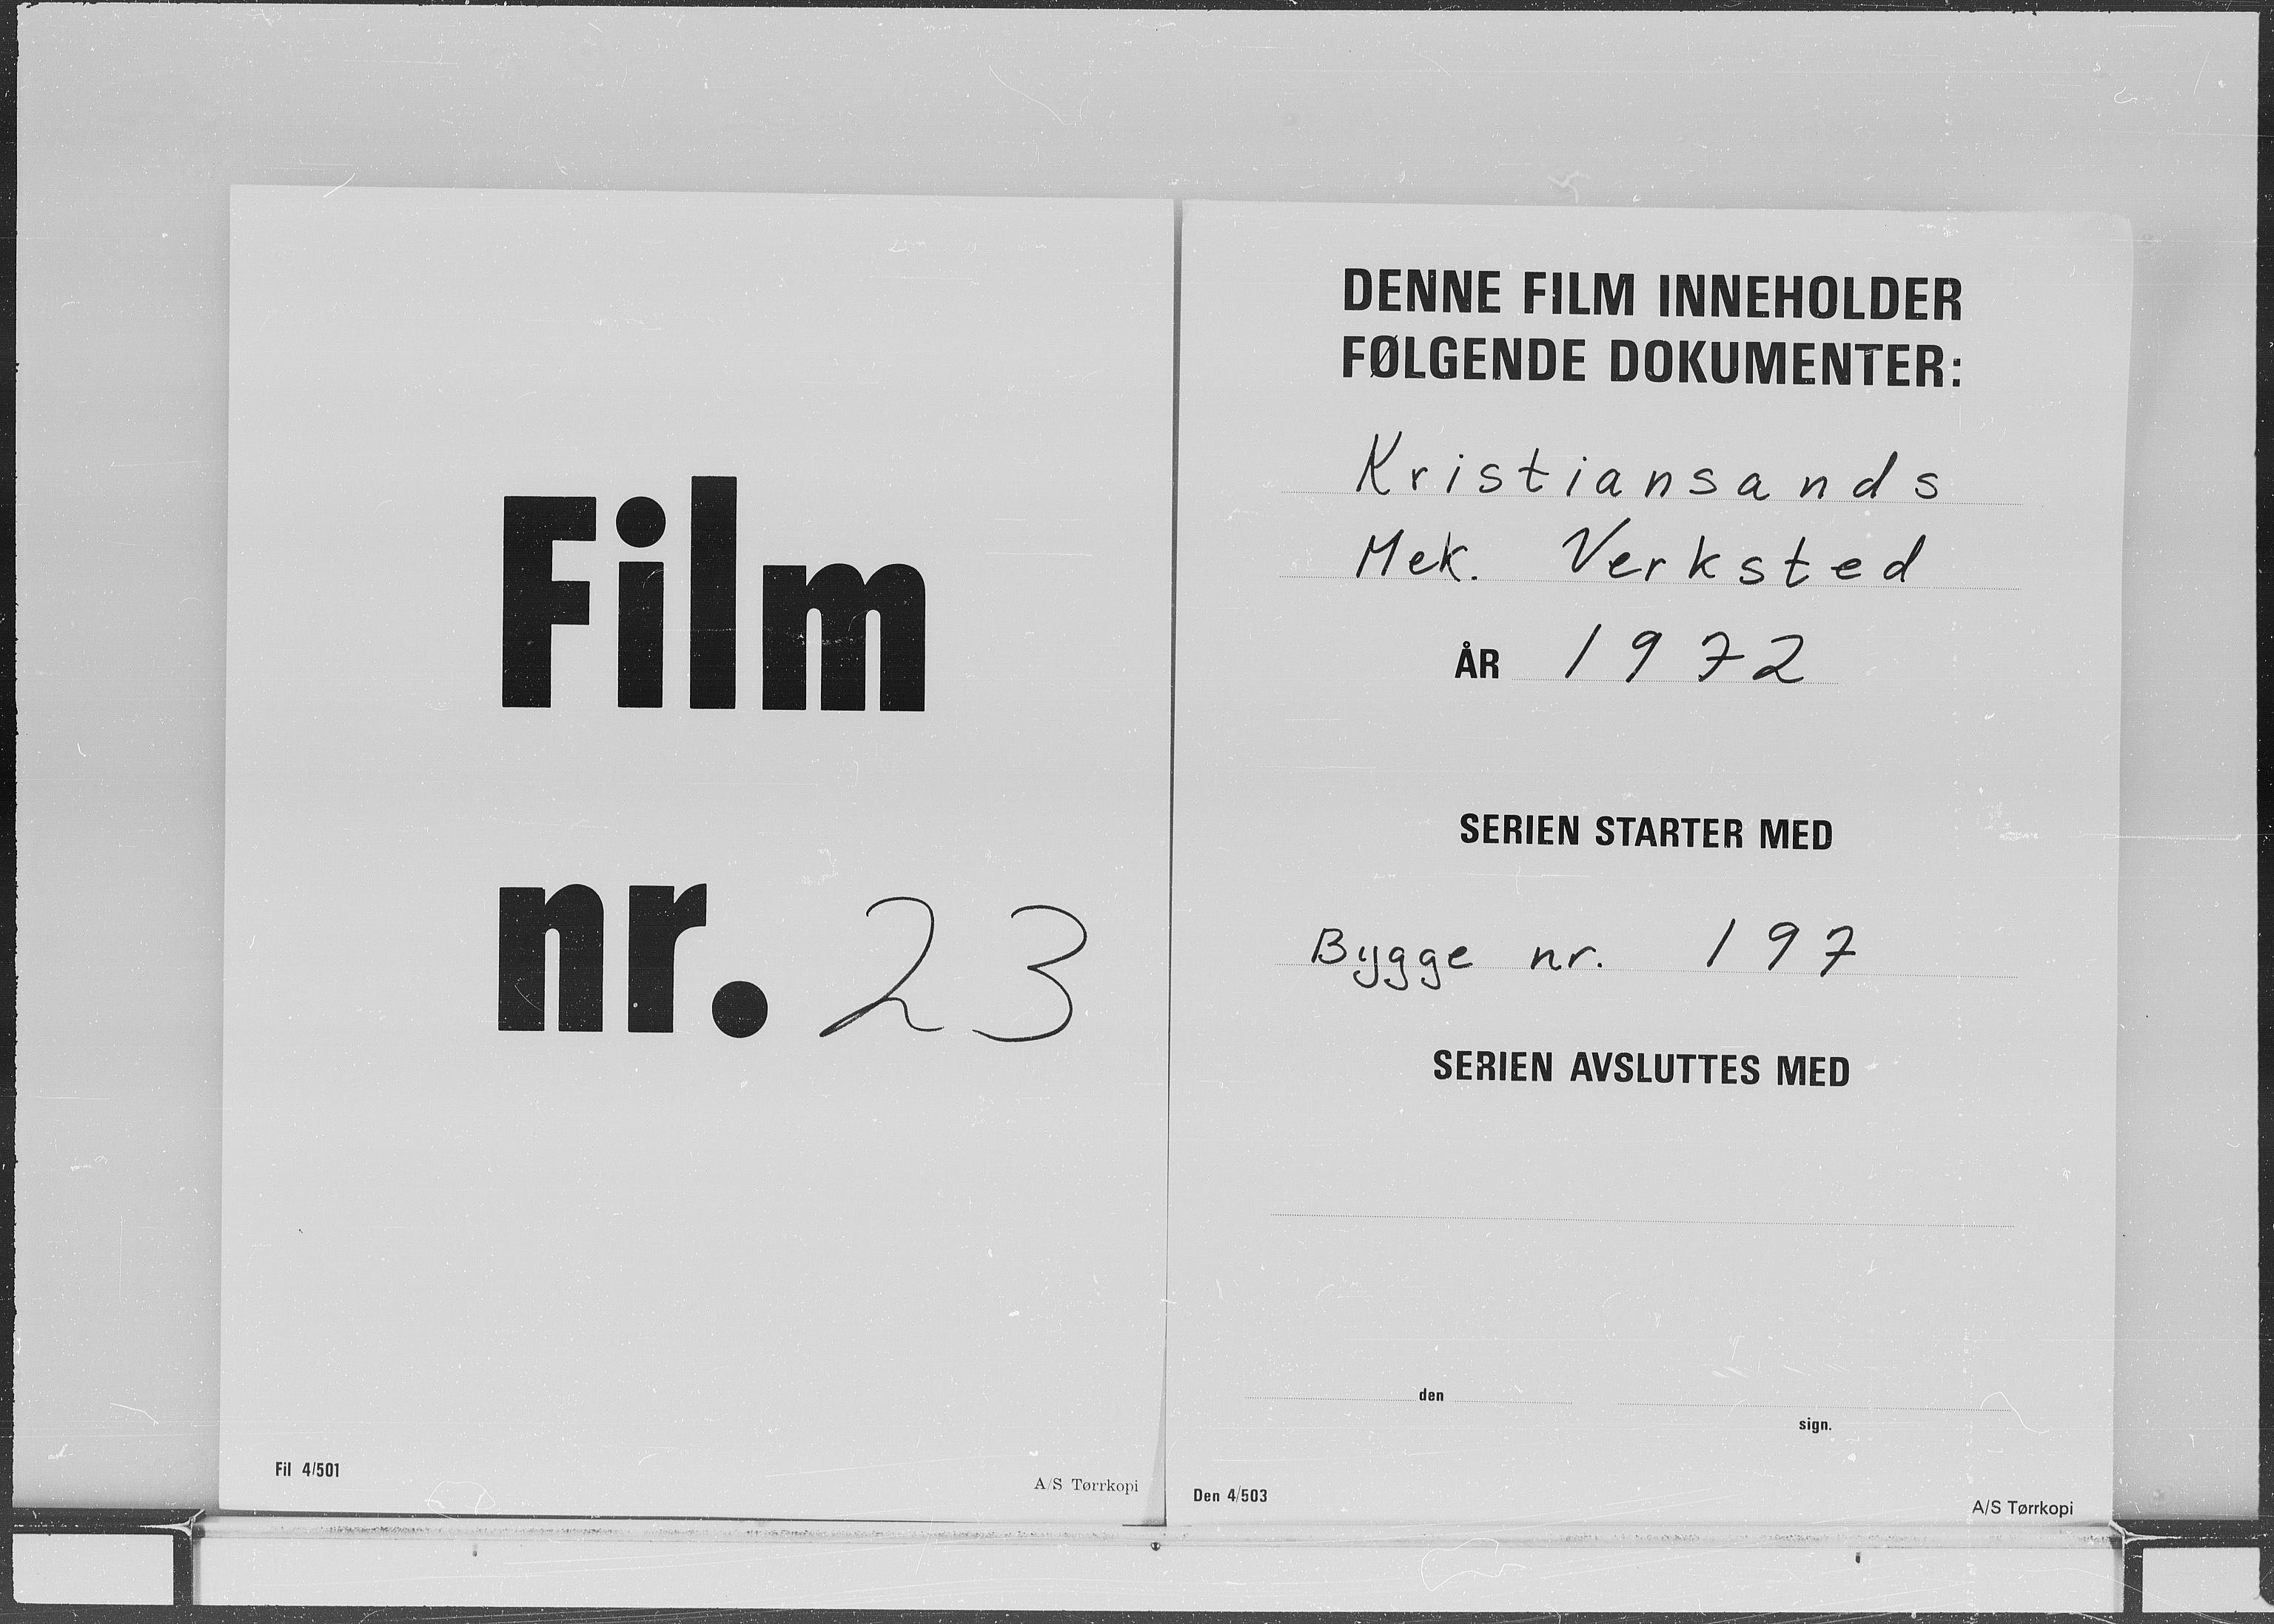 Film
nr. 23
Fil 4/501
A/S Tørrkopi
DENNE FILM INNEHOLDER
FØLGENDE DOKUMENTER:
Kristiansands
Mek. Verksted
ÅR 1972
SERIEN STARTER MED
Bygge nr. 197
SERIEN AVSLUTTES MED
den
sign.
Den 4/503
A/S Tørrkopi